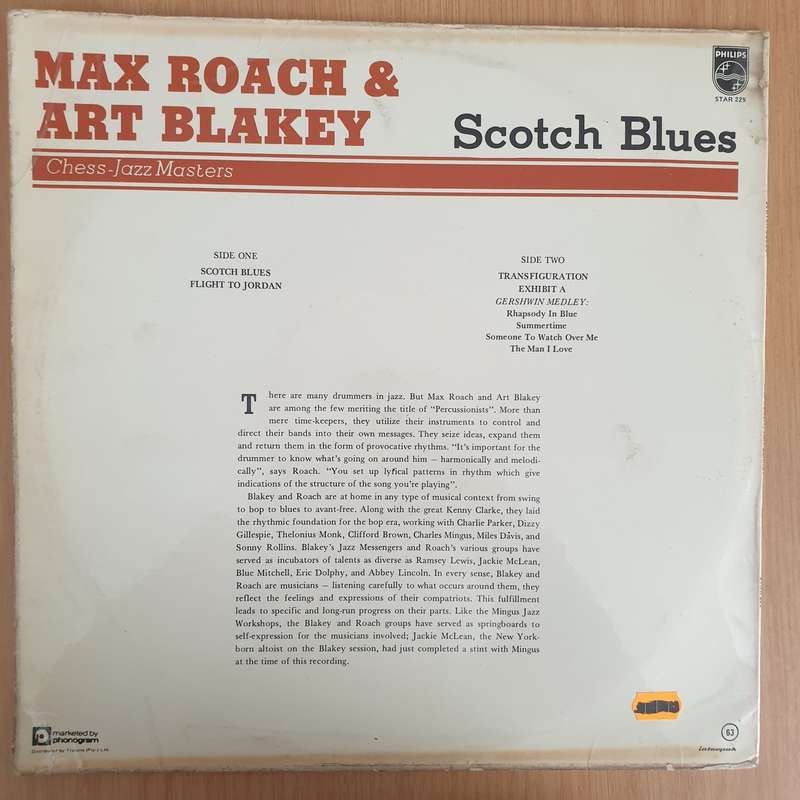 MAX ROACH &
ART BLAKEY
Scotch Blues
PHILIPS
STAR 225
Chess-Jazz Masters
SIDE ONE
SCOTCH BLUES
FLIGHT TO JORDAN
SIDE TWO
TRANSFIGURATION
EXHIBIT A
GERSHWIN MEDLEY:
Rhapsody In Blue
Summertime
Someone To Watch Over Me
The Man I Love
There are many drummers in jazz. But Max Roach and Art Blakey
are among the few meriting the title of "Percussionists". More than
mere time-keepers, they utilize their instruments to control and
direct their bands into their own messages. They seize ideas, expand them
and return them in the form of provocative rhythms. "It's important for the
drummer to know what's going on around him – harmonically and melodi-
cally", says Roach. "You set up lyrical patterns in rhythm which give
indications of the structure of the song you're playing".
Blakey and Roach are at home in any type of musical context from swing
to bop to blues to avant-free. Along with the great Kenny Clarke, they laid
the rhythmic foundation for the bop era, working with Charlie Parker, Dizzy
Gillespie, Thelonius Monk, Clifford Brown, Charles Mingus, Miles Davis, and
Sonny Rollins. Blakey's Jazz Messengers and Roach's various groups have
served as incubators of talents as diverse as Ramsey Lewis, Jackie McLean,
Blue Mitchell, Eric Dolphy, and Abbey Lincoln. In every sense, Blakey and
Roach are musicians – listening carefully to what occurs around them, they
reflect the feelings and expressions of their compatriots. This fulfillment
leads to specific and long-run progress on their parts. Like the Mingus Jazz
Workshops, the Blakey and Roach groups have served as springboards to
self-expression for the musicians involved; Jackie McLean, the New York-
born altoist on the Blakey session, had just completed a stint with Mingus
at the time of this recording.
marketed by
phonogram
63
interpak